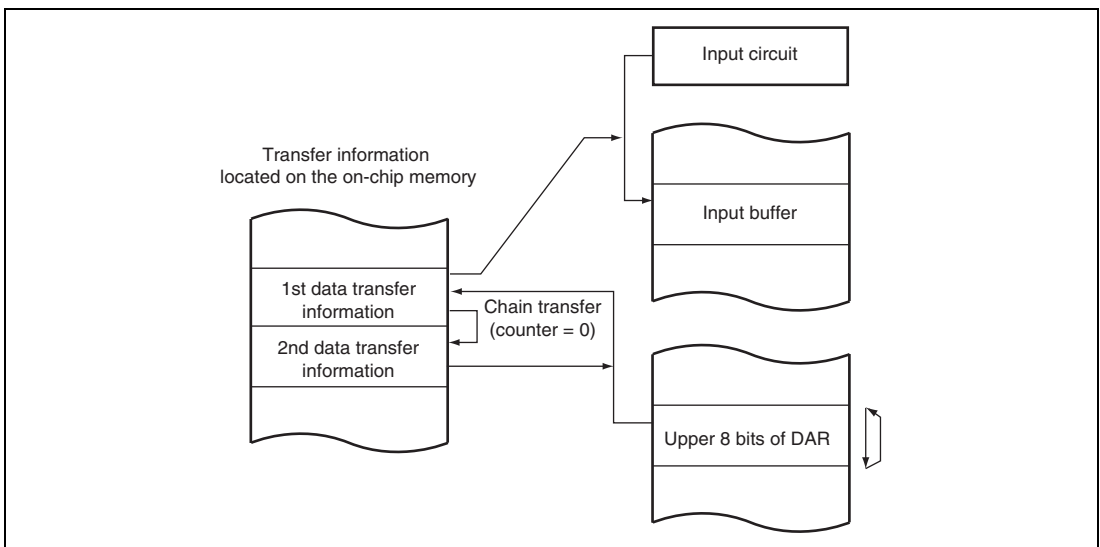 Input circuit
Transfer information
located on the on-chip memory
Input buffer
1st data transfer
information
Chain transfer
(counter = 0)
2nd data transfer
information
Upper 8 bits of DAR